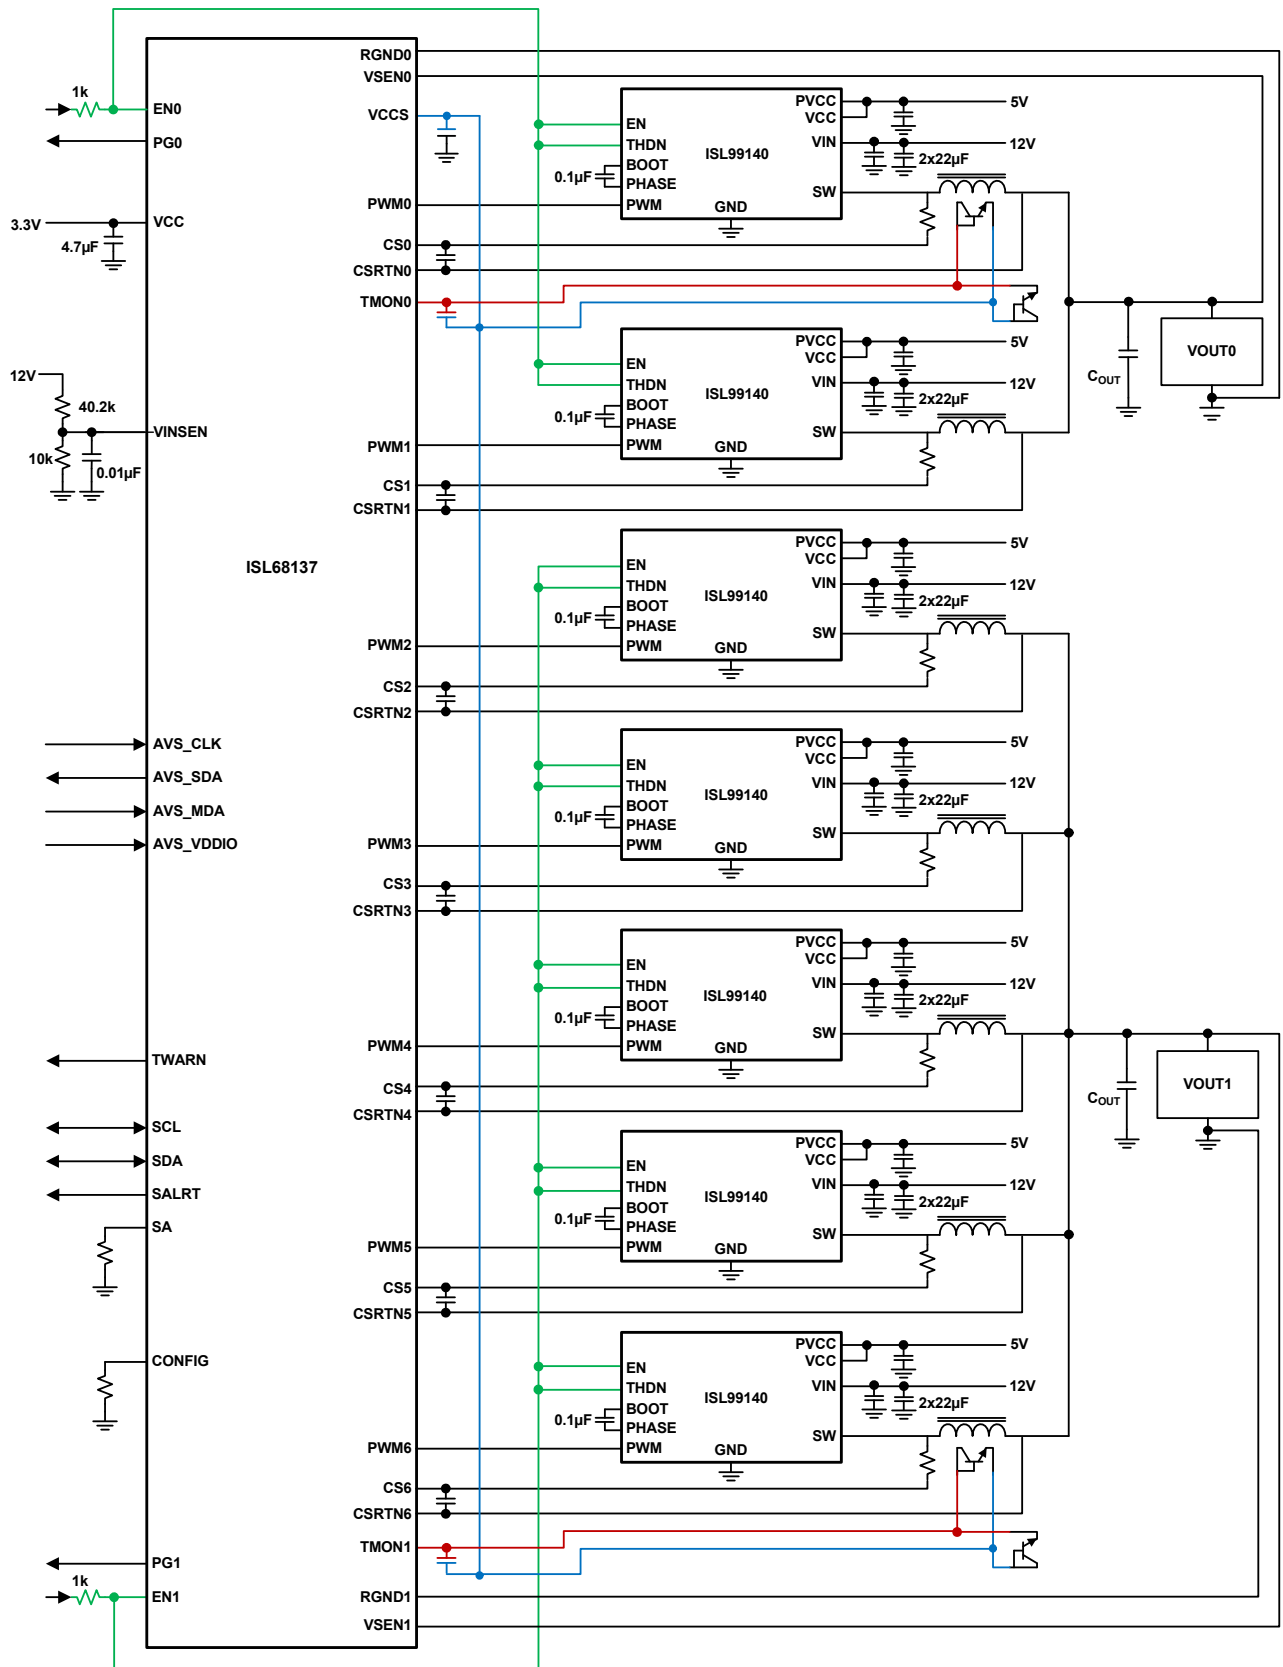 1k
EN0
PG0
3.3V
VCC
4.7µF
12V
40.2k
VINSEN
10k
0.01µF
ISL68137
AVS_CLK
AVS_SDA
AVS_MDA
AVS_VDDIO
TWARN
SCL
SDA
SALRT
SA
CONFIG
PG1
1k
EN1
RGND0
VSEN0
VCCS
PWM0
CS0
CSRTN0
TMON0
PWM1
CS1
CSRTN1
PWM2
CS2
CSRTN2
PWM3
CS3
CSRTN3
PWM4
CS4
CSRTN4
PWM5
CS5
CSRTN5
PWM6
CS6
CSRTN6
TMON1
RGND1
VSEN1
EN
THDN
BOOT
PHASE
PWM
0.1µF
ISL99140
GND
PVCC
VCC
VIN
SW
5V
12V
2x22µF
EN
THDN
BOOT
PHASE
PWM
0.1µF
ISL99140
GND
PVCC
VCC
VIN
SW
5V
12V
2x22µF
COUT
VOUT0
EN
THDN
BOOT
PHASE
PWM
0.1µF
ISL99140
GND
PVCC
VCC
VIN
SW
5V
12V
2x22µF
EN
THDN
BOOT
PHASE
PWM
0.1µF
ISL99140
GND
PVCC
VCC
VIN
SW
5V
12V
2x22µF
EN
THDN
BOOT
PHASE
PWM
0.1µF
ISL99140
GND
PVCC
VCC
VIN
SW
5V
12V
2x22µF
COUT
VOUT1
EN
THDN
BOOT
PHASE
PWM
0.1µF
ISL99140
GND
PVCC
VCC
VIN
SW
5V
12V
2x22µF
EN
THDN
BOOT
PHASE
PWM
0.1µF
ISL99140
GND
PVCC
VCC
VIN
SW
5V
12V
2x22µF